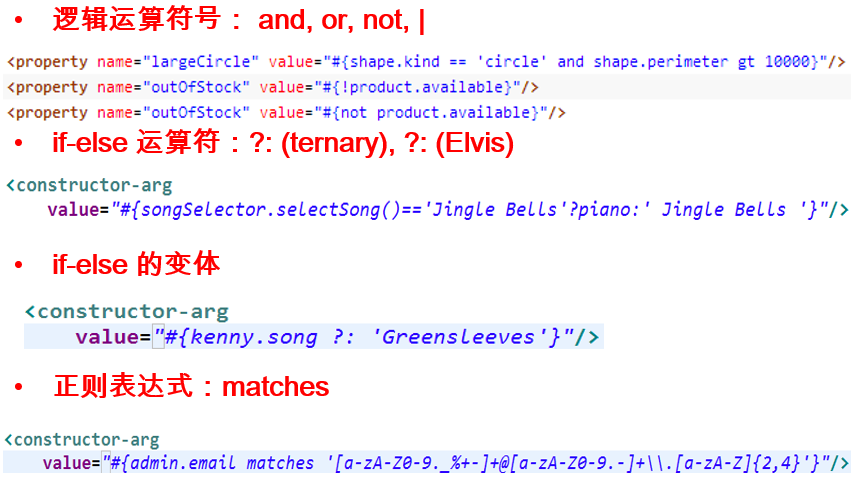 • 逻辑运算符号： and, or, not, |
<property name="largeCircle" value="#{shape.kind == 'circle' and shape.perimeter gt 10000}"/>
<property name="outOfStock" value="#{!product.available}"/>
<property name="outOfStock" value="#{not product.available}"/>
• if-else 运算符：?: (ternary), ?: (Elvis)
<constructor-arg
value="#{songSelector.selectSong()=='Jingle Bells'?piano:' Jingle Bells '}"/>
• if-else 的变体
<constructor-arg
value="#{kenny.song ?: 'Greensleeves'}"/>
• 正则表达式：matches
<constructor-arg
value="#{admin.email matches '[a-zA-Z0-9._%+-]+@[a-zA-Z0-9.-]+\\.[a-zA-Z]{2,4}'}"/>